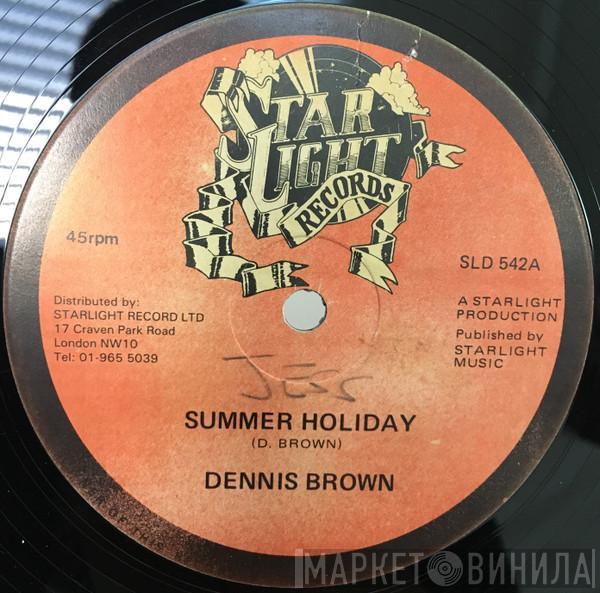 STAR
LIGHT
RECORDS
45rpm
SLD 542A
Distributed by:
STARLIGHT RECORD LTD
17 Craven Park Road
London NW10
Tel: 01-965 5039
A STARLIGHT
PRODUCTION
Published by
STARLIGHT
MUSIC
JESS
SUMMER HOLIDAY
(D. BROWN)
DENNIS BROWN
МАРКЕТ ВИНИЛА